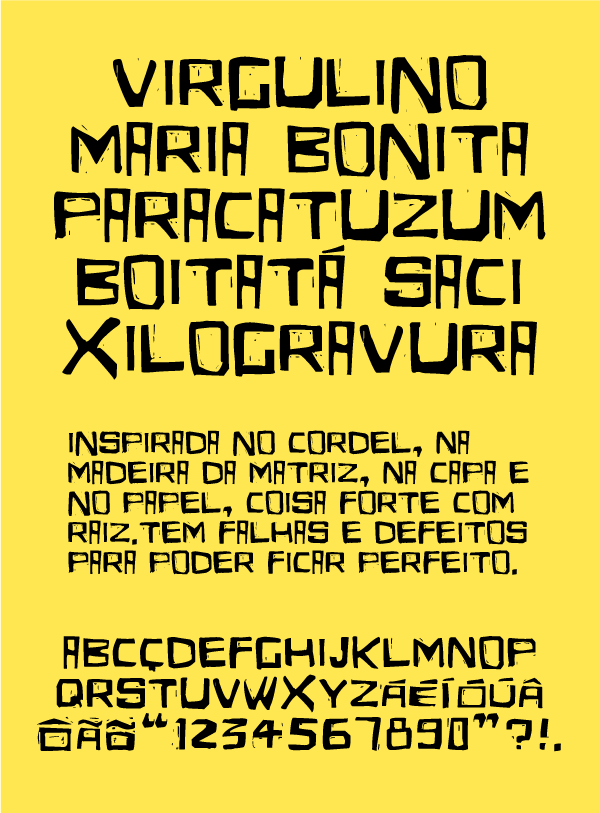 VIRGULINO
MARIA BONITA
PARACATUZUM
BOITATÁ SACI
XILOGRAVURA
INSPIRADA NO CORDEL, NA
MADEIRA DA MATRIZ, NA CAPA E
NO PAPEL, COISA FORTE COM
RAIZ.TEM FALHAS E DEFEITOS
PARA PODER FICAR PERFEITO.
ABCÇDEFGHIJKLMNOP
QRSTUVWXYZÁÉÍÓÚÂ
ÔÃÕ“1234567890”?!.